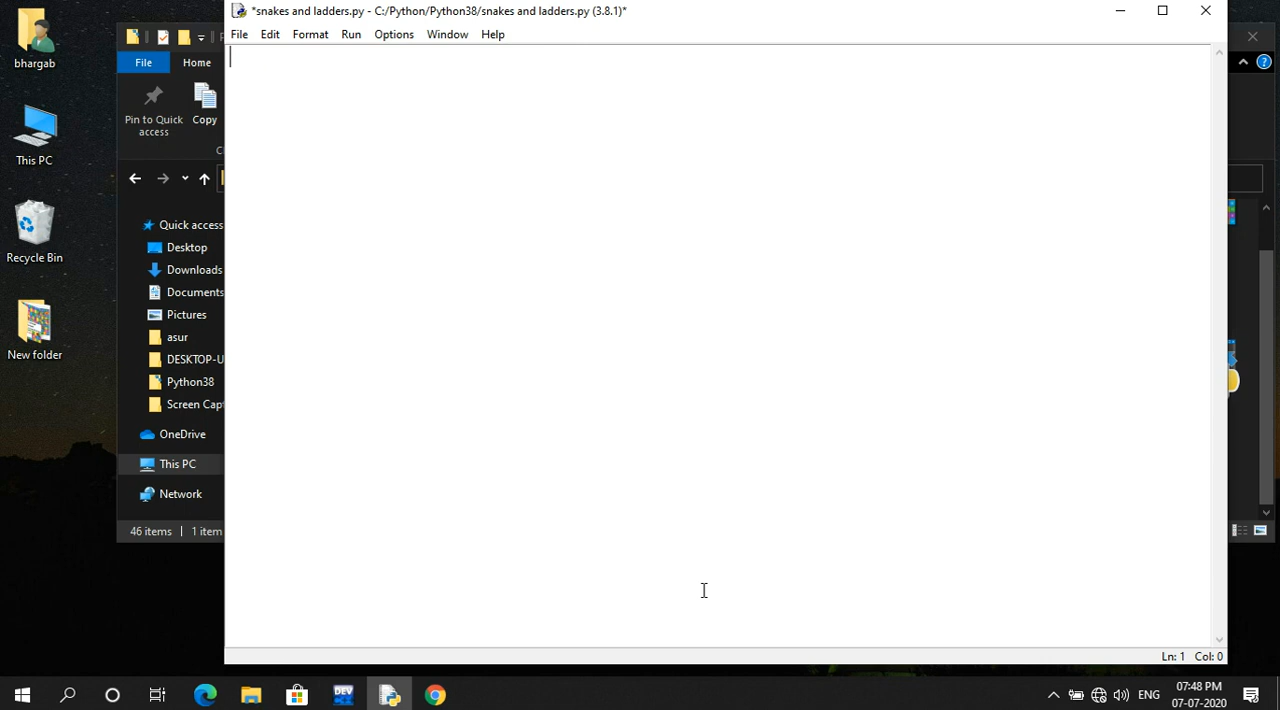 *snakes and ladders.py - C:/Python/Python38/snakes and ladders.py (3.8.1)*
File Edit Format Run Options Window Help
bhargab
This PC
Recycle Bin
New folder
File Home
Pin to Quick access
Copy
Quick access
Desktop
Downloads
Documents
Pictures
asur
DESKTOP-U
Python38
Screen Cap
OneDrive
This PC
Network
46 items 1 item
Ln: 1 Col: 0
DEV
ENG
07:48 PM
07-07-2020